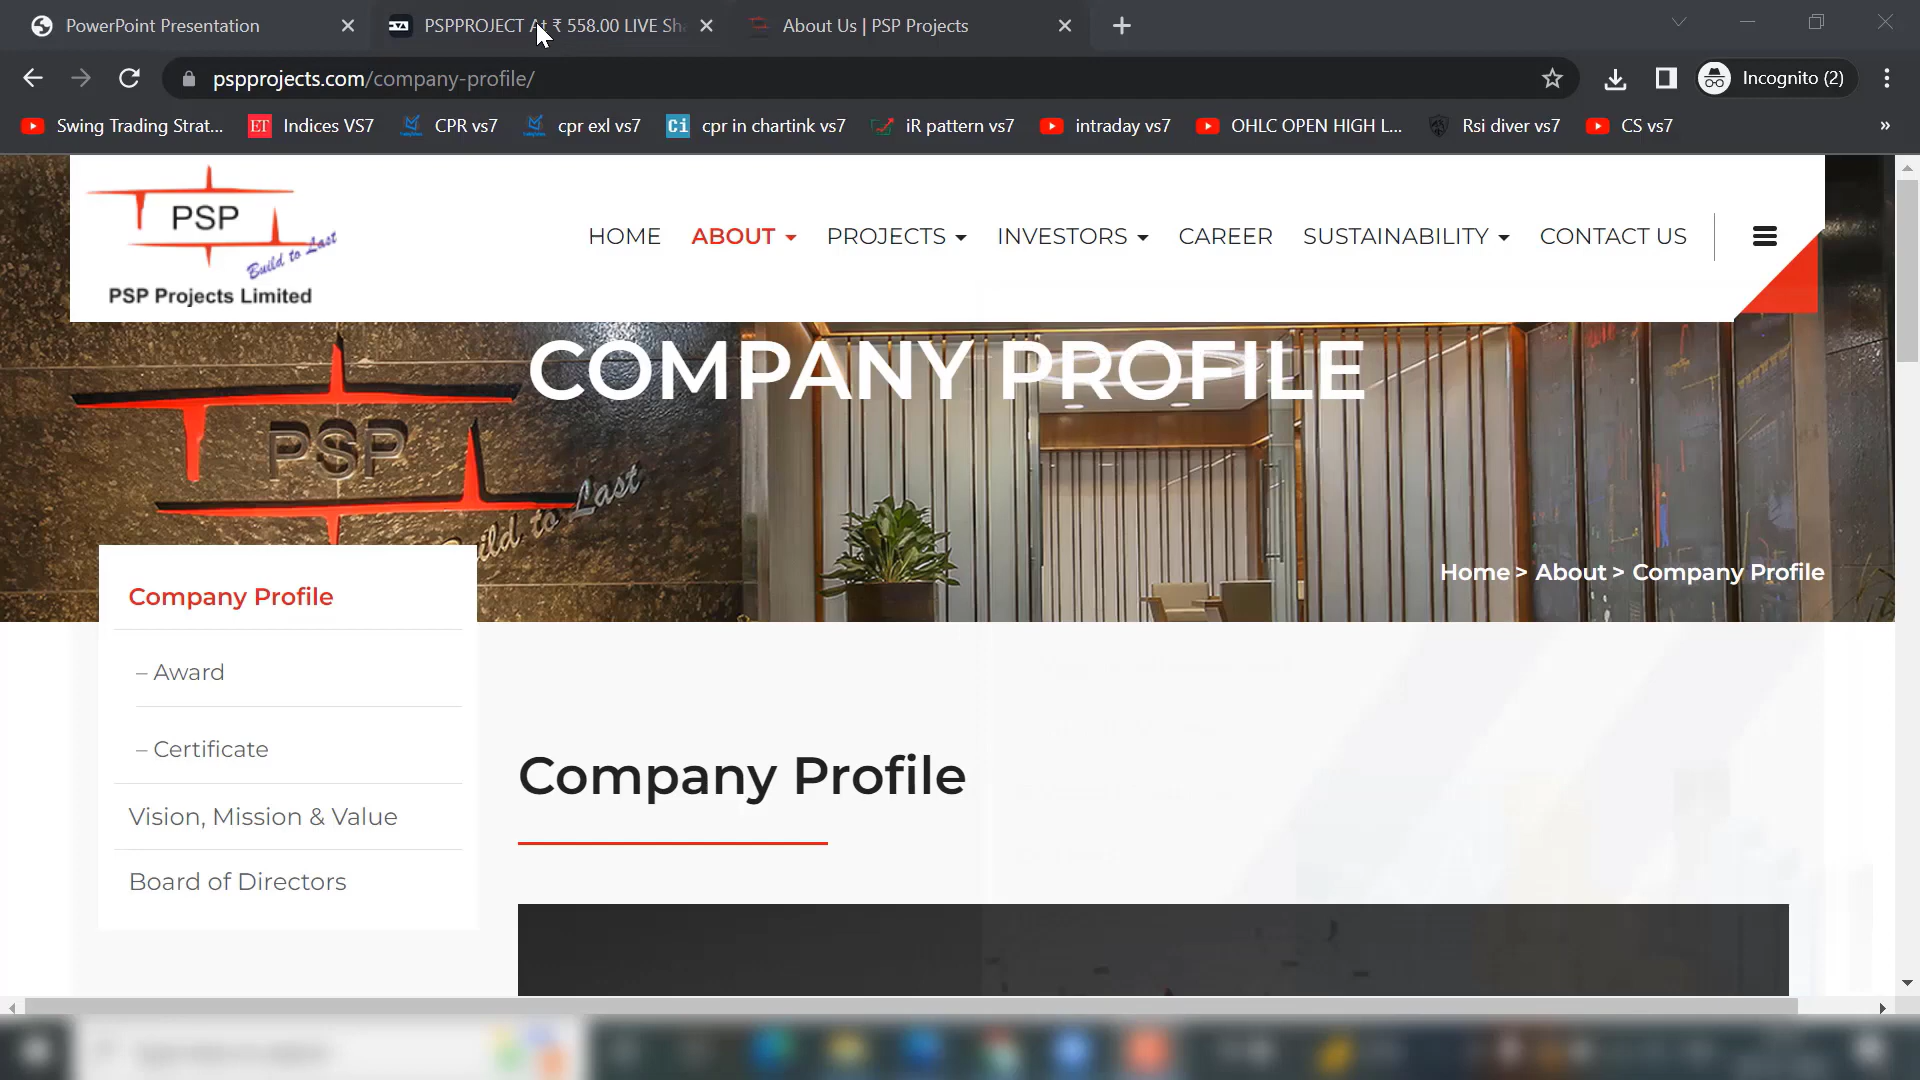 PowerPoint Presentation
PSPPROJECT At ₹ 558.00 LIVE Sha
About Us | PSP Projects
pspprojects.com/company-profile/
Incognito (2)
Swing Trading Strat...
ET Indices VS7
CPR vs7
cpr exl vs7
Ci cpr in chartink vs7
iR pattern vs7
intraday vs7
OHLC OPEN HIGH L...
Rsi diver vs7
CS vs7
»
PSP
Build to Last
PSP Projects Limited
HOME
ABOUT
PROJECTS
INVESTORS
CAREER
SUSTAINABILITY
CONTACT US
COMPANY PROFILE
PSP
Build to Last
Home > About > Company Profile
Company Profile
– Award
– Certificate
Vision, Mission & Value
Board of Directors
Company Profile